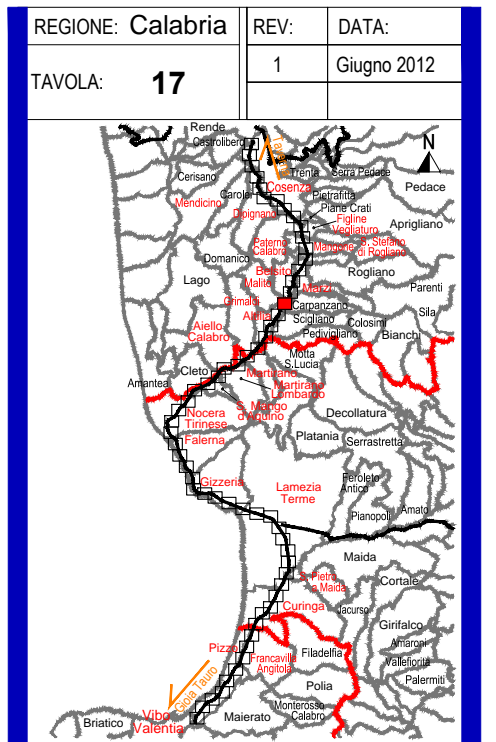 REGIONE: Calabria
REV:
DATA:
TAVOLA: 17
1
Giugno 2012
N
Rende
Castrolibero
Trenta
Serra Pedace
Cerisano
Cosenza
Pedace
Carolei
Pietrafitta
Mendicino
Piane Crati
Dipignano
Figline
Vegliaturo
Aprigliano
Paterno
Calabro
Mangone
S. Stefano
di Rogliano
Domanico
Belsito
Rogliano
Lago
Malito
Marzi
Parenti
Grimaldi
Carpanzano
Sila
Altilia
Scigliano
Colosimi
Aiello
Calabro
Pedivigliano
Bianchi
Motta
S.Lucia
Cleto
Martirano
Amantea
Martirano
Lombardo
S. Mango
d'Aquino
Nocera
Tirinese
Decollatura
Falerna
Platania
Serrastretta
Gizzeria
Lamezia
Terme
Feroleto
Antico
Pianopoli
Amato
Maida
S. Pietro
a Maida
Cortale
Curinga
Jacurso
Girifalco
Pizzo
Amaroni
Francavilla
Angitola
Filadelfia
Vallefiorita
Gioia Tauro
Polia
Palermiti
Vibo
Valentia
Monterosso
Calabro
Briatico
Maierato